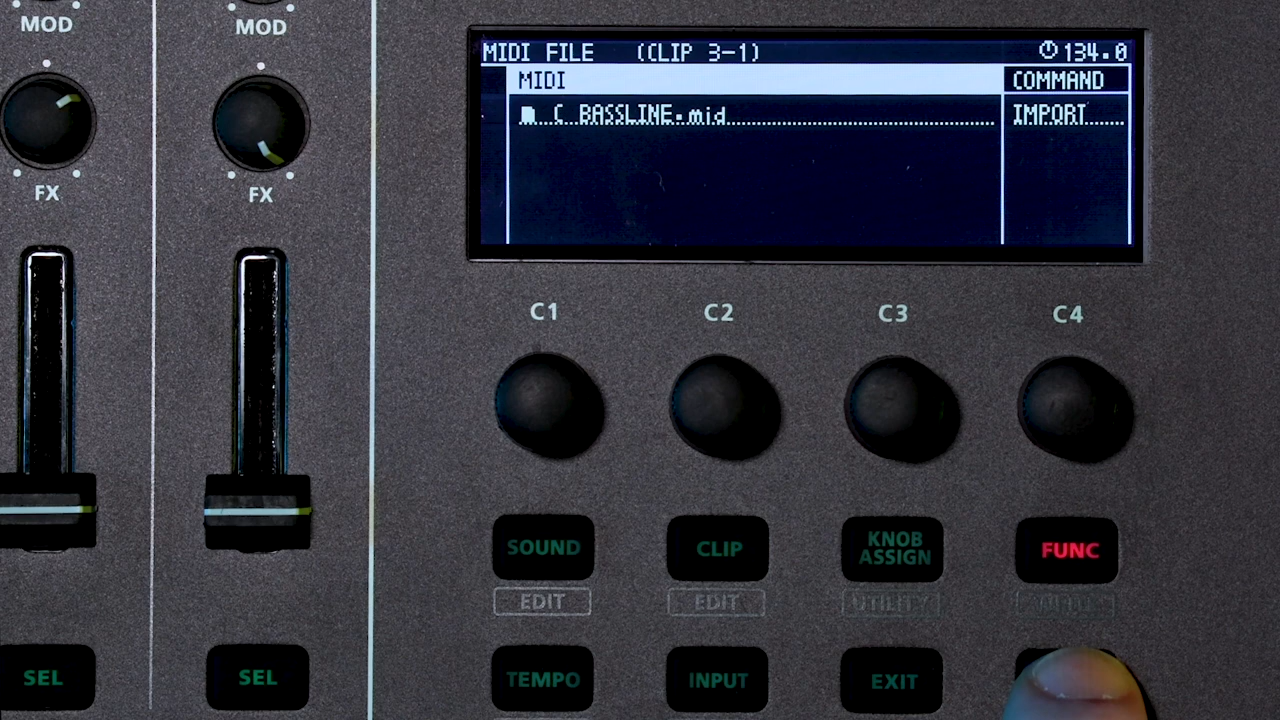 MOD
MOD
MIDI FILE (CLIP 3-1) 134.0
MIDI
COMMAND
C BASSLINE.mid
IMPORT
FX
FX
C1
C2
C3
C4
SOUND
CLIP
KNOB
ASSIGN
FUNC
EDIT
EDIT
UTILITY
SEL
SEL
TEMPO
INPUT
EXIT